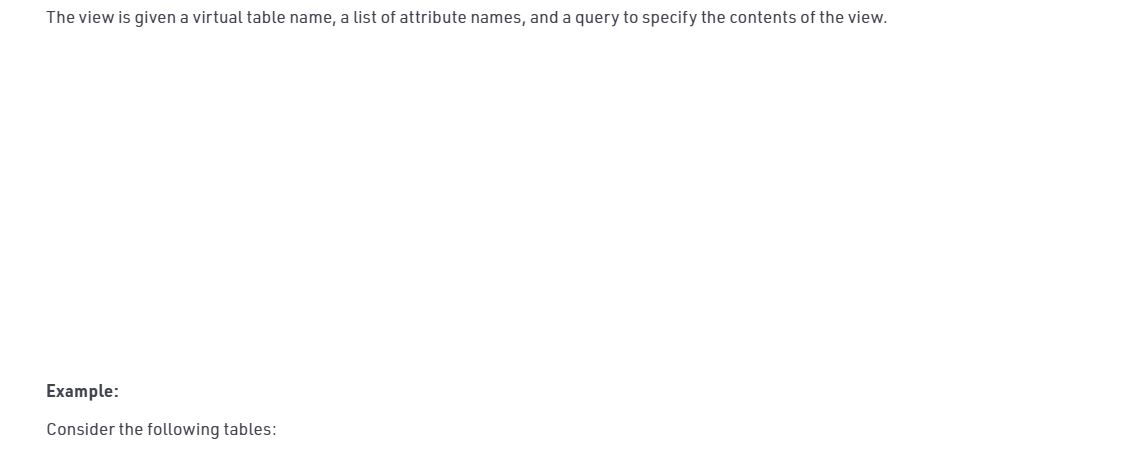 The view is given a virtual table name, a list of attribute names, and a query to specify the contents of the view.
Example:
Consider the following tables: